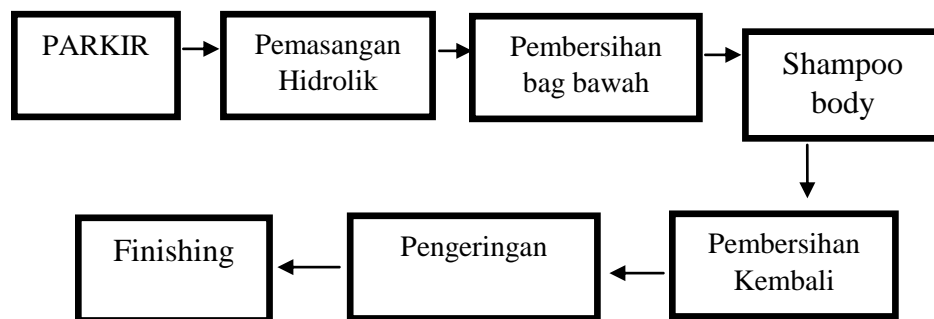 PARKIR
Pemasangan
Hidrolik
Pembersihan
bag bawah
Shampoo
body
Pembersihan
Kembali
Pengeringan
Finishing